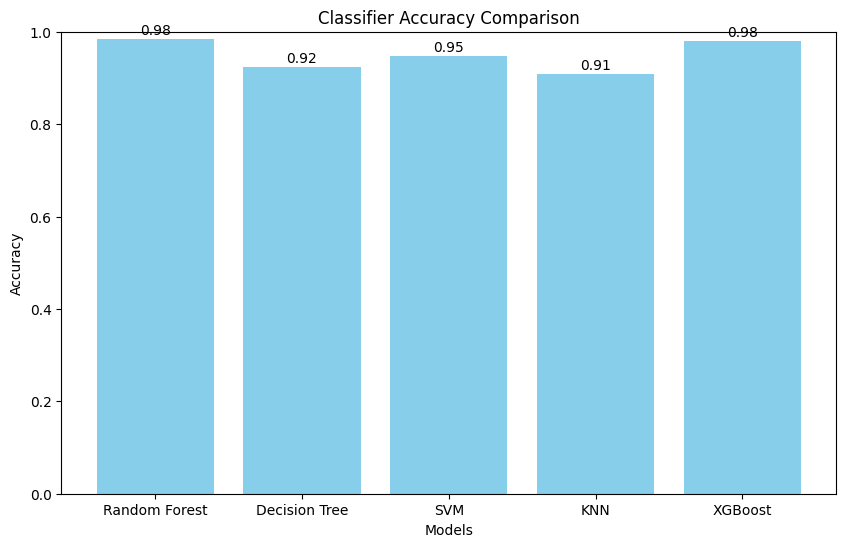 Classifier Accuracy Comparison
0.98
0.92
0.95
0.91
0.98
1.0
0.8
0.6
0.4
0.2
0.0
Accuracy
Random Forest
Decision Tree
SVM
KNN
XGBoost
Models